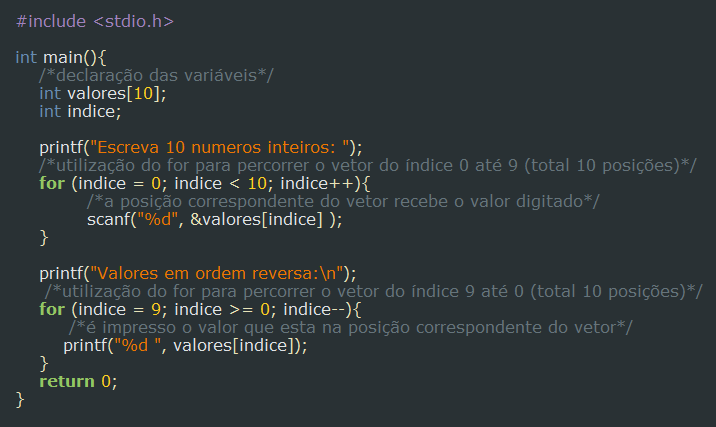 #include <stdio.h>
int main(){
/*declaração das variáveis*/
int valores[10];
int indice;
printf("Escreva 10 numeros inteiros: ");
/*utilização do for para percorrer o vetor do índice 0 até 9 (total 10 posições)*/
for (indice = 0; indice < 10; indice++){
/*a posição correspondente do vetor recebe o valor digitado*/
scanf("%d", &valores[indice] );
}
printf("Valores em ordem reversa:\n");
/*utilização do for para percorrer o vetor do índice 9 até 0 (total 10 posições)*/
for (indice = 9; indice >= 0; indice--){
/*é impresso o valor que esta na posição correspondente do vetor*/
printf("%d ", valores[indice]);
}
return 0;
}